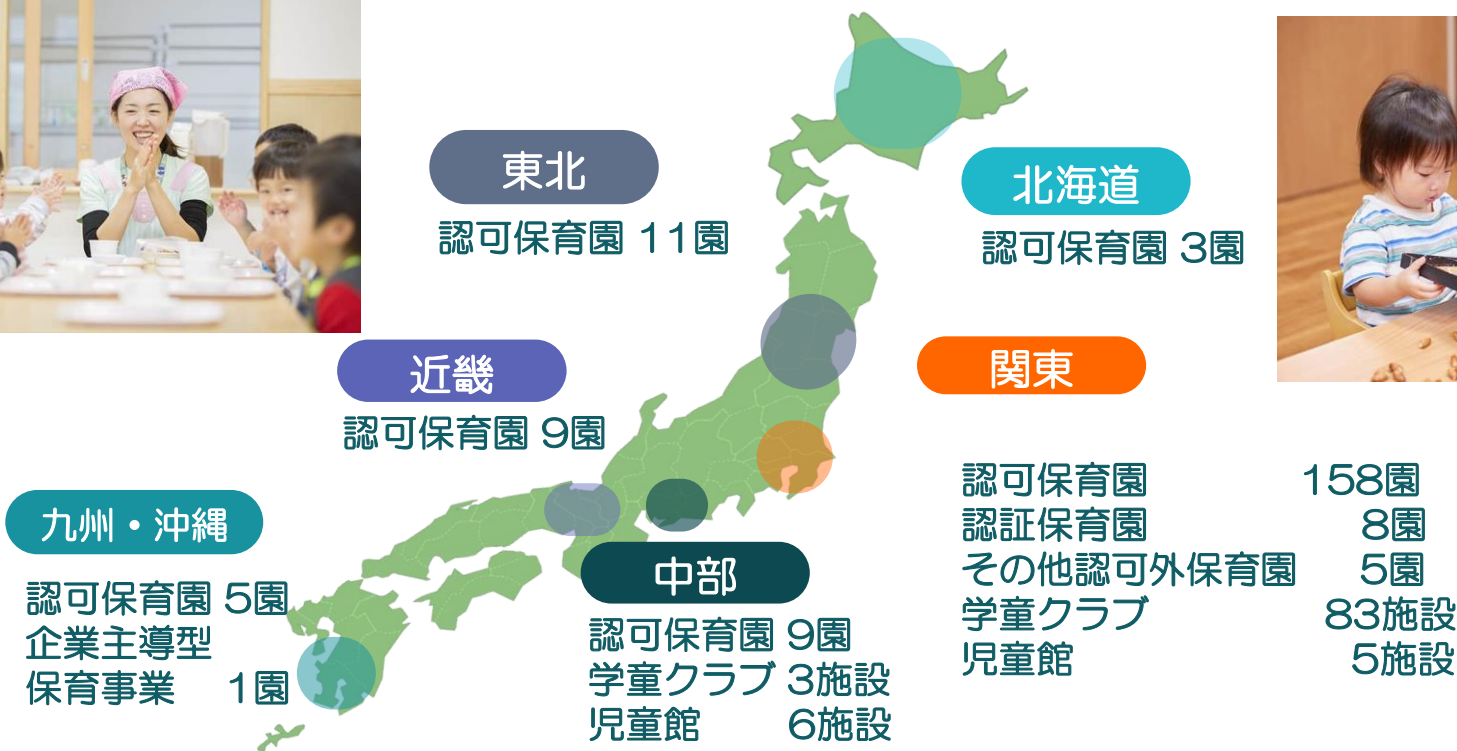 東北
認可保育園 11園
北海道
認可保育園 3園
近畿
認可保育園 9園
関東
認可保育園 158園
認証保育園 8園
その他認可外保育園 5園
学童クラブ 83施設
児童館 5施設
九州・沖縄
認可保育園 5園
企業主導型
保育事業 1園
中部
認可保育園 9園
学童クラブ 3施設
児童館 6施設